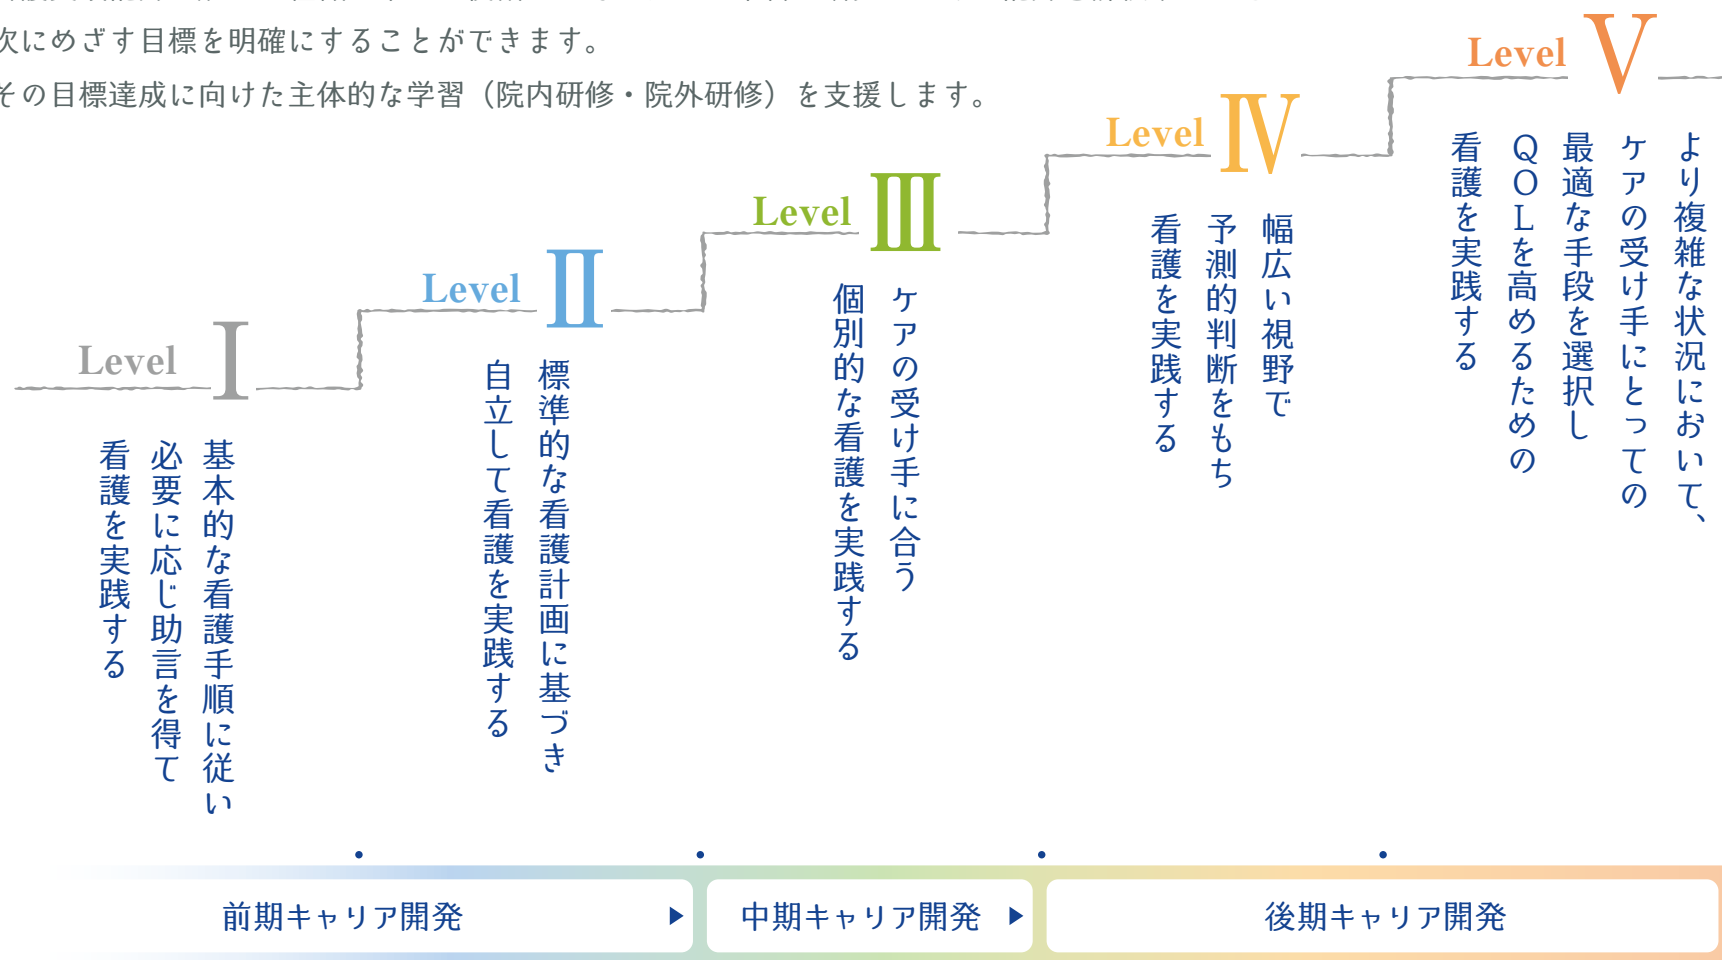 次にめざす目標を明確にすることができます。
その目標達成に向けた主体的な学習（院内研修・院外研修）を支援します。
Level Ⅰ
基本的な看護手順に従い
必要に応じ助言を得て
看護を実践する
Level Ⅱ
標準的な看護計画に基づき
自立して看護を実践する
Level Ⅲ
ケアの受け手に合う
個別的な看護を実践する
Level Ⅳ
幅広い視野で
予測的判断をもち
看護を実践する
Level Ⅴ
より複雑な状況において、
ケアの受け手にとっての
最適な手段を選択し
QOLを高めるための
看護を実践する
前期キャリア開発 ▶
中期キャリア開発 ▶
後期キャリア開発